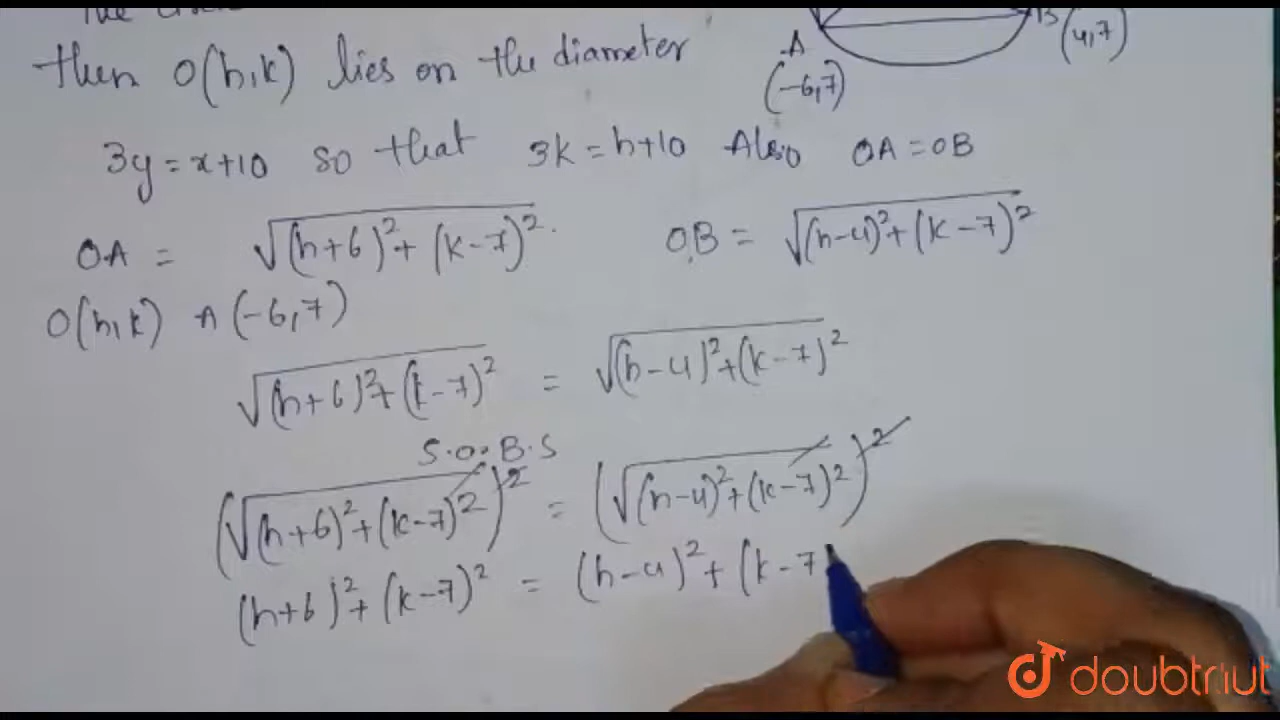 The
then O(h,k) lies on the diameter
A
(-6,7)
B
(4,7)
3y = x+10 so that 3k = h+10 Also OA = OB
OA = √(h+6)²+(k-7)². OB = √(h-4)²+(k-7)²
O(h,k) A(-6,7)
√(h+6)²+(k-7)² = √(h-4)²+(k-7)²
S.O.B.S
(√(h+6)²+(k-7)²)² = (√(h-4)²+(k-7)²)²
(h+6)²+(k-7)² = (h-4)²+(k-7
doubtnut